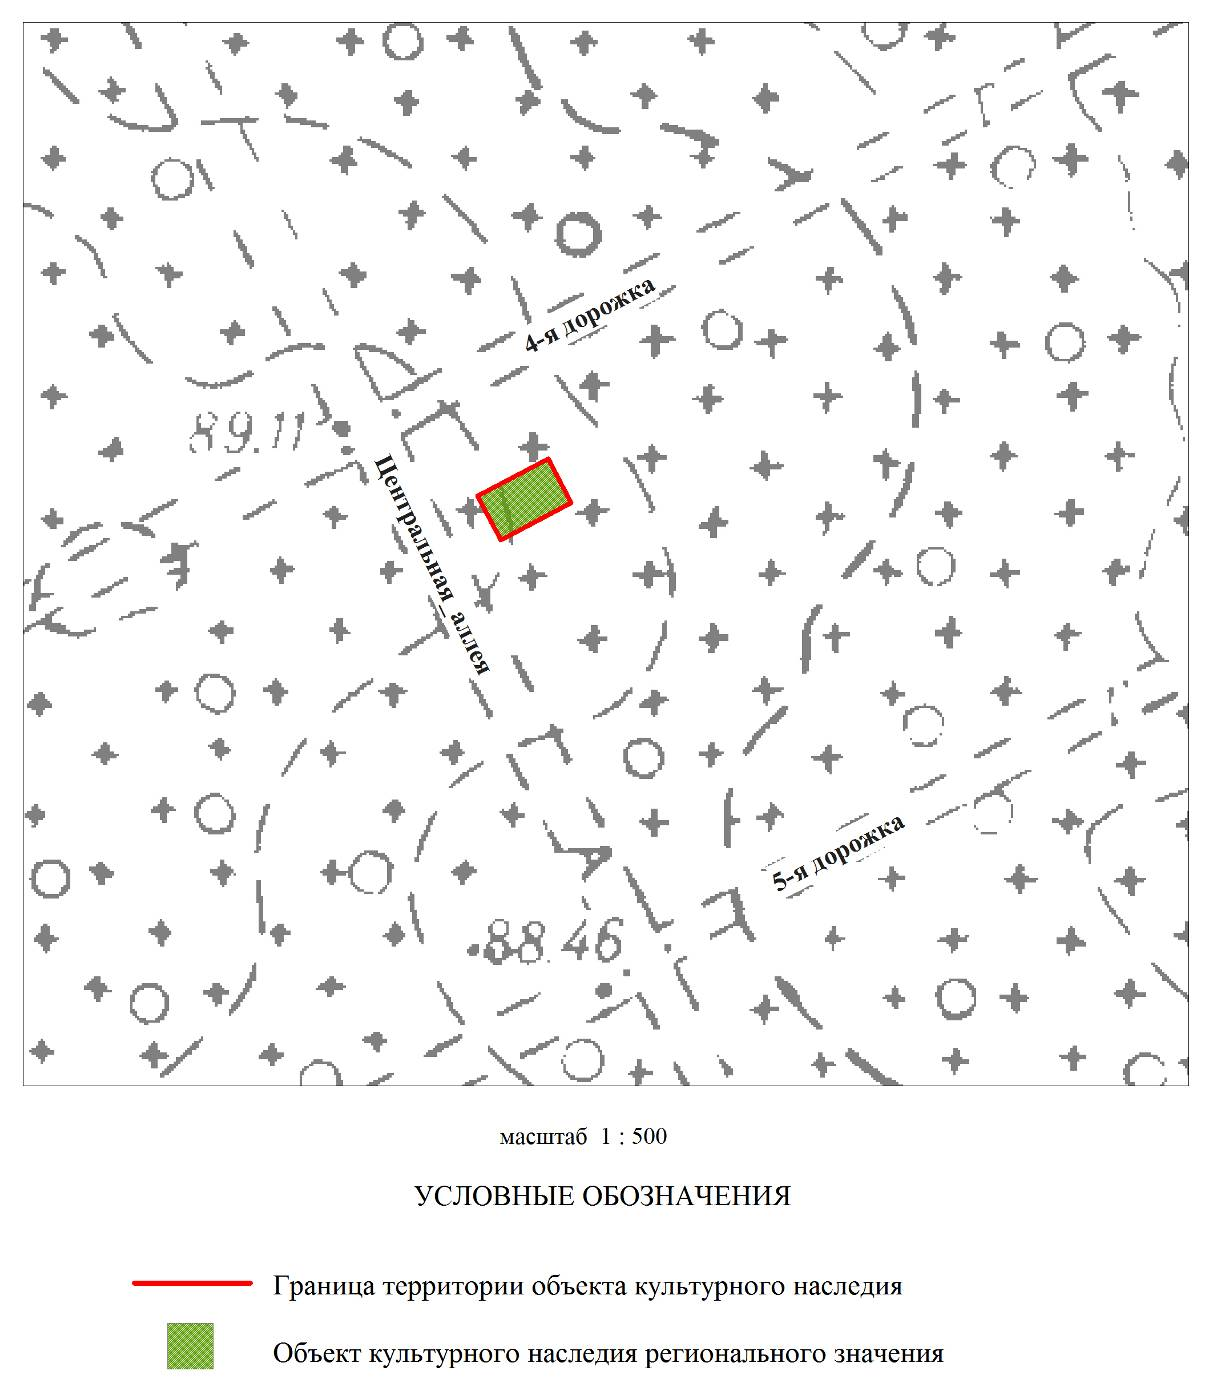 4-я дорожка
89.11
Центральная_аллея
5-я дорожка
88.46
масштаб 1 : 500
УСЛОВНЫЕ ОБОЗНАЧЕНИЯ
Граница территории объекта культурного наследия
Объект культурного наследия регионального значения